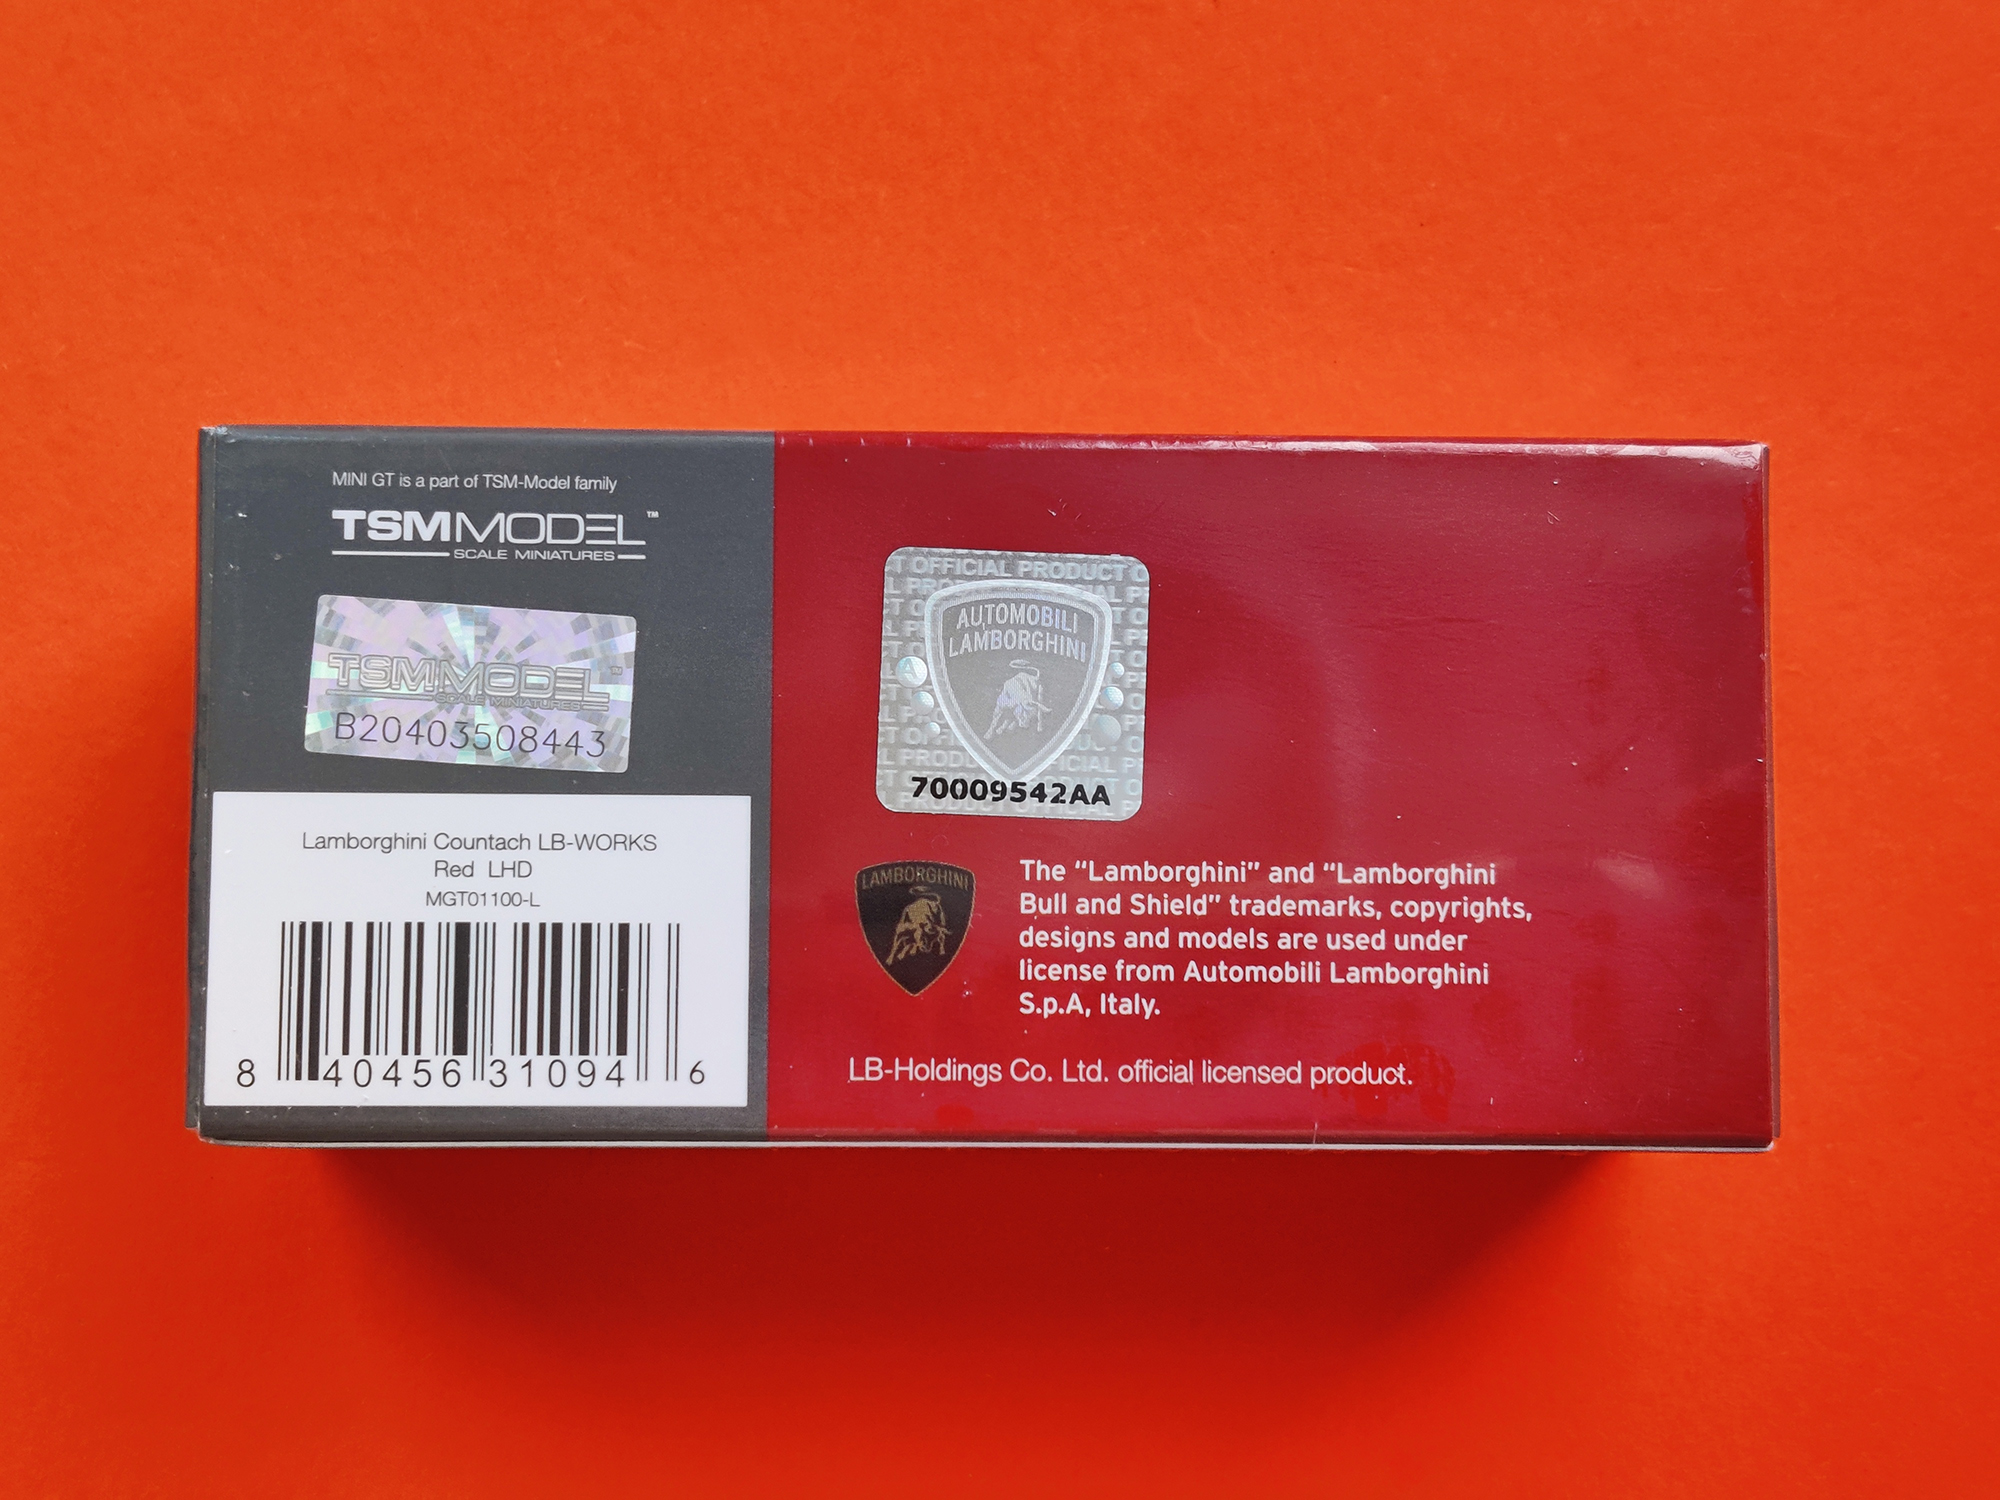 MINI GT is a part of TSM-Model family
TSMMODEL™
SCALE MINIATURES
TSMMODEL™
SCALE MINIATURES
B20403508443
Lamborghini Countach LB-WORKS
Red LHD
MGT01100-L
8 40456 31094 6
T OFFICIAL PRODUCT O
AUTOMOBILI
LAMBORGHINI
70009542AA
LAMBORGHINI
The “Lamborghini” and “Lamborghini
Bull and Shield” trademarks, copyrights,
designs and models are used under
license from Automobili Lamborghini
S.p.A, Italy.
LB-Holdings Co. Ltd. official licensed product.